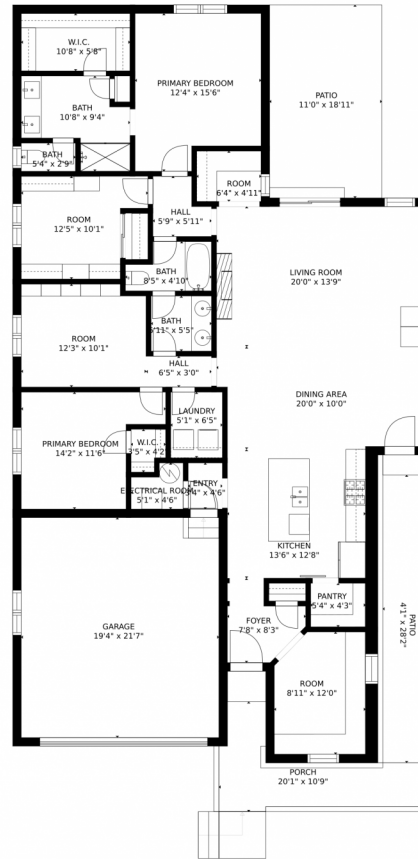 W.I.C.
10'8" x 5'8"
PRIMARY BEDROOM
12'4" x 15'6"
PATIO
11'0" x 18'11"
BATH
10'8" x 9'4"
BATH
5'4" x 2'9"
ROOM
6'4" x 4'11"
ROOM
12'5" x 10'1"
HALL
5'9" x 5'11"
BATH
8'5" x 4'10"
LIVING ROOM
20'0" x 13'9"
BATH
5'11" x 5'5"
ROOM
12'3" x 10'1"
HALL
6'5" x 3'0"
DINING AREA
20'0" x 10'0"
LAUNDRY
5'1" x 6'5"
PRIMARY BEDROOM
14'2" x 11'6"
W.I.C.
3'5" x 4'2"
ELECTRICAL ROOM
5'1" x 4'6"
ENTRY
x 4'6"
KITCHEN
13'6" x 12'8"
PANTRY
5'4" x 4'3"
GARAGE
19'4" x 21'7"
FOYER
7'8" x 8'3"
PATIO
4'1" x 28'2"
ROOM
8'11" x 12'0"
PORCH
20'1" x 10'9"